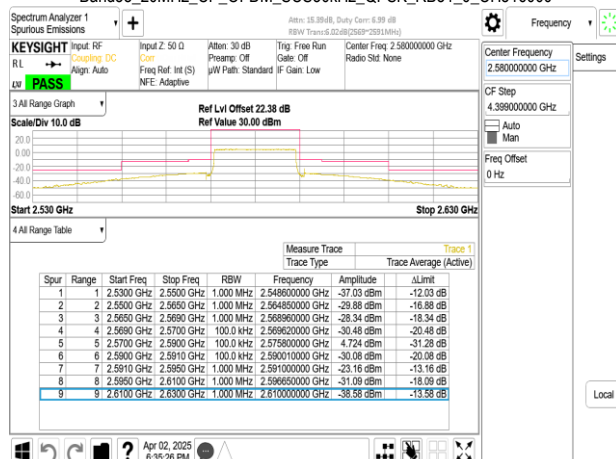 Spectrum Analyzer 1
Spurious Emissions
Attn: 15.39dB, Duty Corr: 6.99 dB
RBW Trans:6.02dB(2569~2591MHz)
Frequency
KEYSIGHT
RL
PASS
Input: RF
Coupling: DC
Align: Auto
Input Z: 50 Ω
Corr
Freq Ref: Int (S)
NFE: Adaptive
Atten: 30 dB
Preamp: Off
µW Path: Standard
Trig: Free Run
Gate: Off
IF Gain: Low
Center Freq: 2.580000000 GHz
Radio Std: None
Center Frequency
2.580000000 GHz
Settings
CF Step
4.399000000 GHz
Auto
Man
Freq Offset
0 Hz
3 All Range Graph
Scale/Div 10.0 dB
Ref Lvl Offset 22.38 dB
Ref Value 30.00 dBm
20.0
0.00
-20.0
-40.0
-60.0
Start 2.530 GHz
Stop 2.630 GHz
4 All Range Table
Measure Trace Trace 1
Trace Type Trace Average (Active)
Spur Range Start Freq Stop Freq RBW Frequency Amplitude ΔLimit
1 1 2.5300 GHz 2.5500 GHz 1.000 MHz 2.548600000 GHz -37.03 dBm -12.03 dB
2 2 2.5500 GHz 2.5650 GHz 1.000 MHz 2.564850000 GHz -29.88 dBm -16.88 dB
3 3 2.5650 GHz 2.5690 GHz 1.000 MHz 2.568960000 GHz -28.34 dBm -18.34 dB
4 4 2.5690 GHz 2.5700 GHz 100.0 kHz 2.569620000 GHz -30.48 dBm -20.48 dB
5 5 2.5700 GHz 2.5900 GHz 100.0 kHz 2.575800000 GHz 4.724 dBm -31.28 dB
6 6 2.5900 GHz 2.5910 GHz 100.0 kHz 2.590010000 GHz -30.08 dBm -20.08 dB
7 7 2.5910 GHz 2.5950 GHz 1.000 MHz 2.591000000 GHz -23.16 dBm -13.16 dB
8 8 2.5950 GHz 2.6100 GHz 1.000 MHz 2.596650000 GHz -31.09 dBm -18.09 dB
9 9 2.6100 GHz 2.6300 GHz 1.000 MHz 2.610000000 GHz -38.58 dBm -13.58 dB
Local
?
Apr 02, 2025
6:35:26 PM